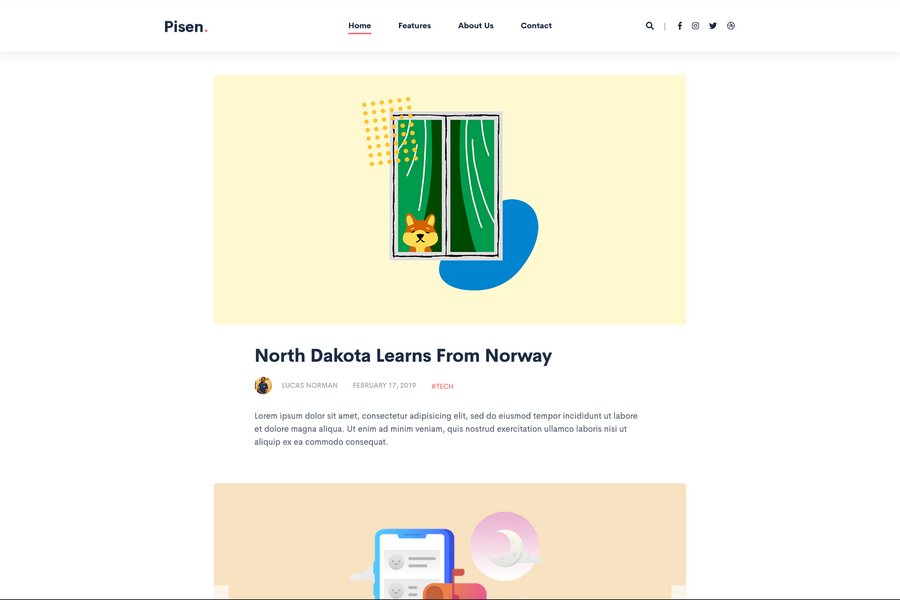 Pisen.
Home Features About Us Contact
|
North Dakota Learns From Norway
LUCAS NORMAN FEBRUARY 17, 2019 #TECH
Lorem ipsum dolor sit amet, consectetur adipisicing elit, sed do eiusmod tempor incididunt ut labore
et dolore magna aliqua. Ut enim ad minim veniam, quis nostrud exercitation ullamco laboris nisi ut
aliquip ex ea commodo consequat.